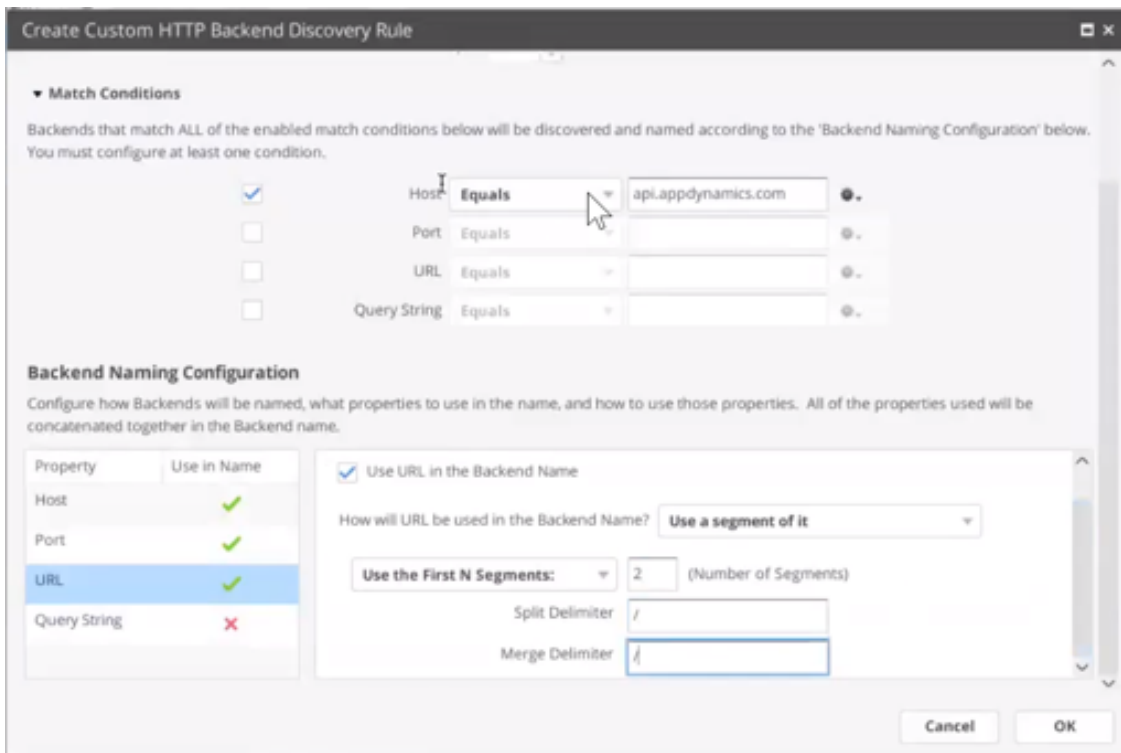 Create Custom HTTP Backend Discovery Rule
Match Conditions
Backends that match ALL of the enabled match conditions below will be discovered and named according to the 'Backend Naming Configuration' below.
You must configure at least one condition.
Host Equals api.appdynamics.com
Port Equals
URL Equals
Query String Equals
Backend Naming Configuration
Configure how Backends will be named, what properties to use in the name, and how to use those properties. All of the properties used will be
concatenated together in the Backend name.
Property Use in Name
Use URL in the Backend Name
Host
How will URL be used in the Backend Name? Use a segment of it
Port
Use the First N Segments: 2 (Number of Segments)
URL
Split Delimiter /
Query String
Merge Delimiter /
Cancel OK